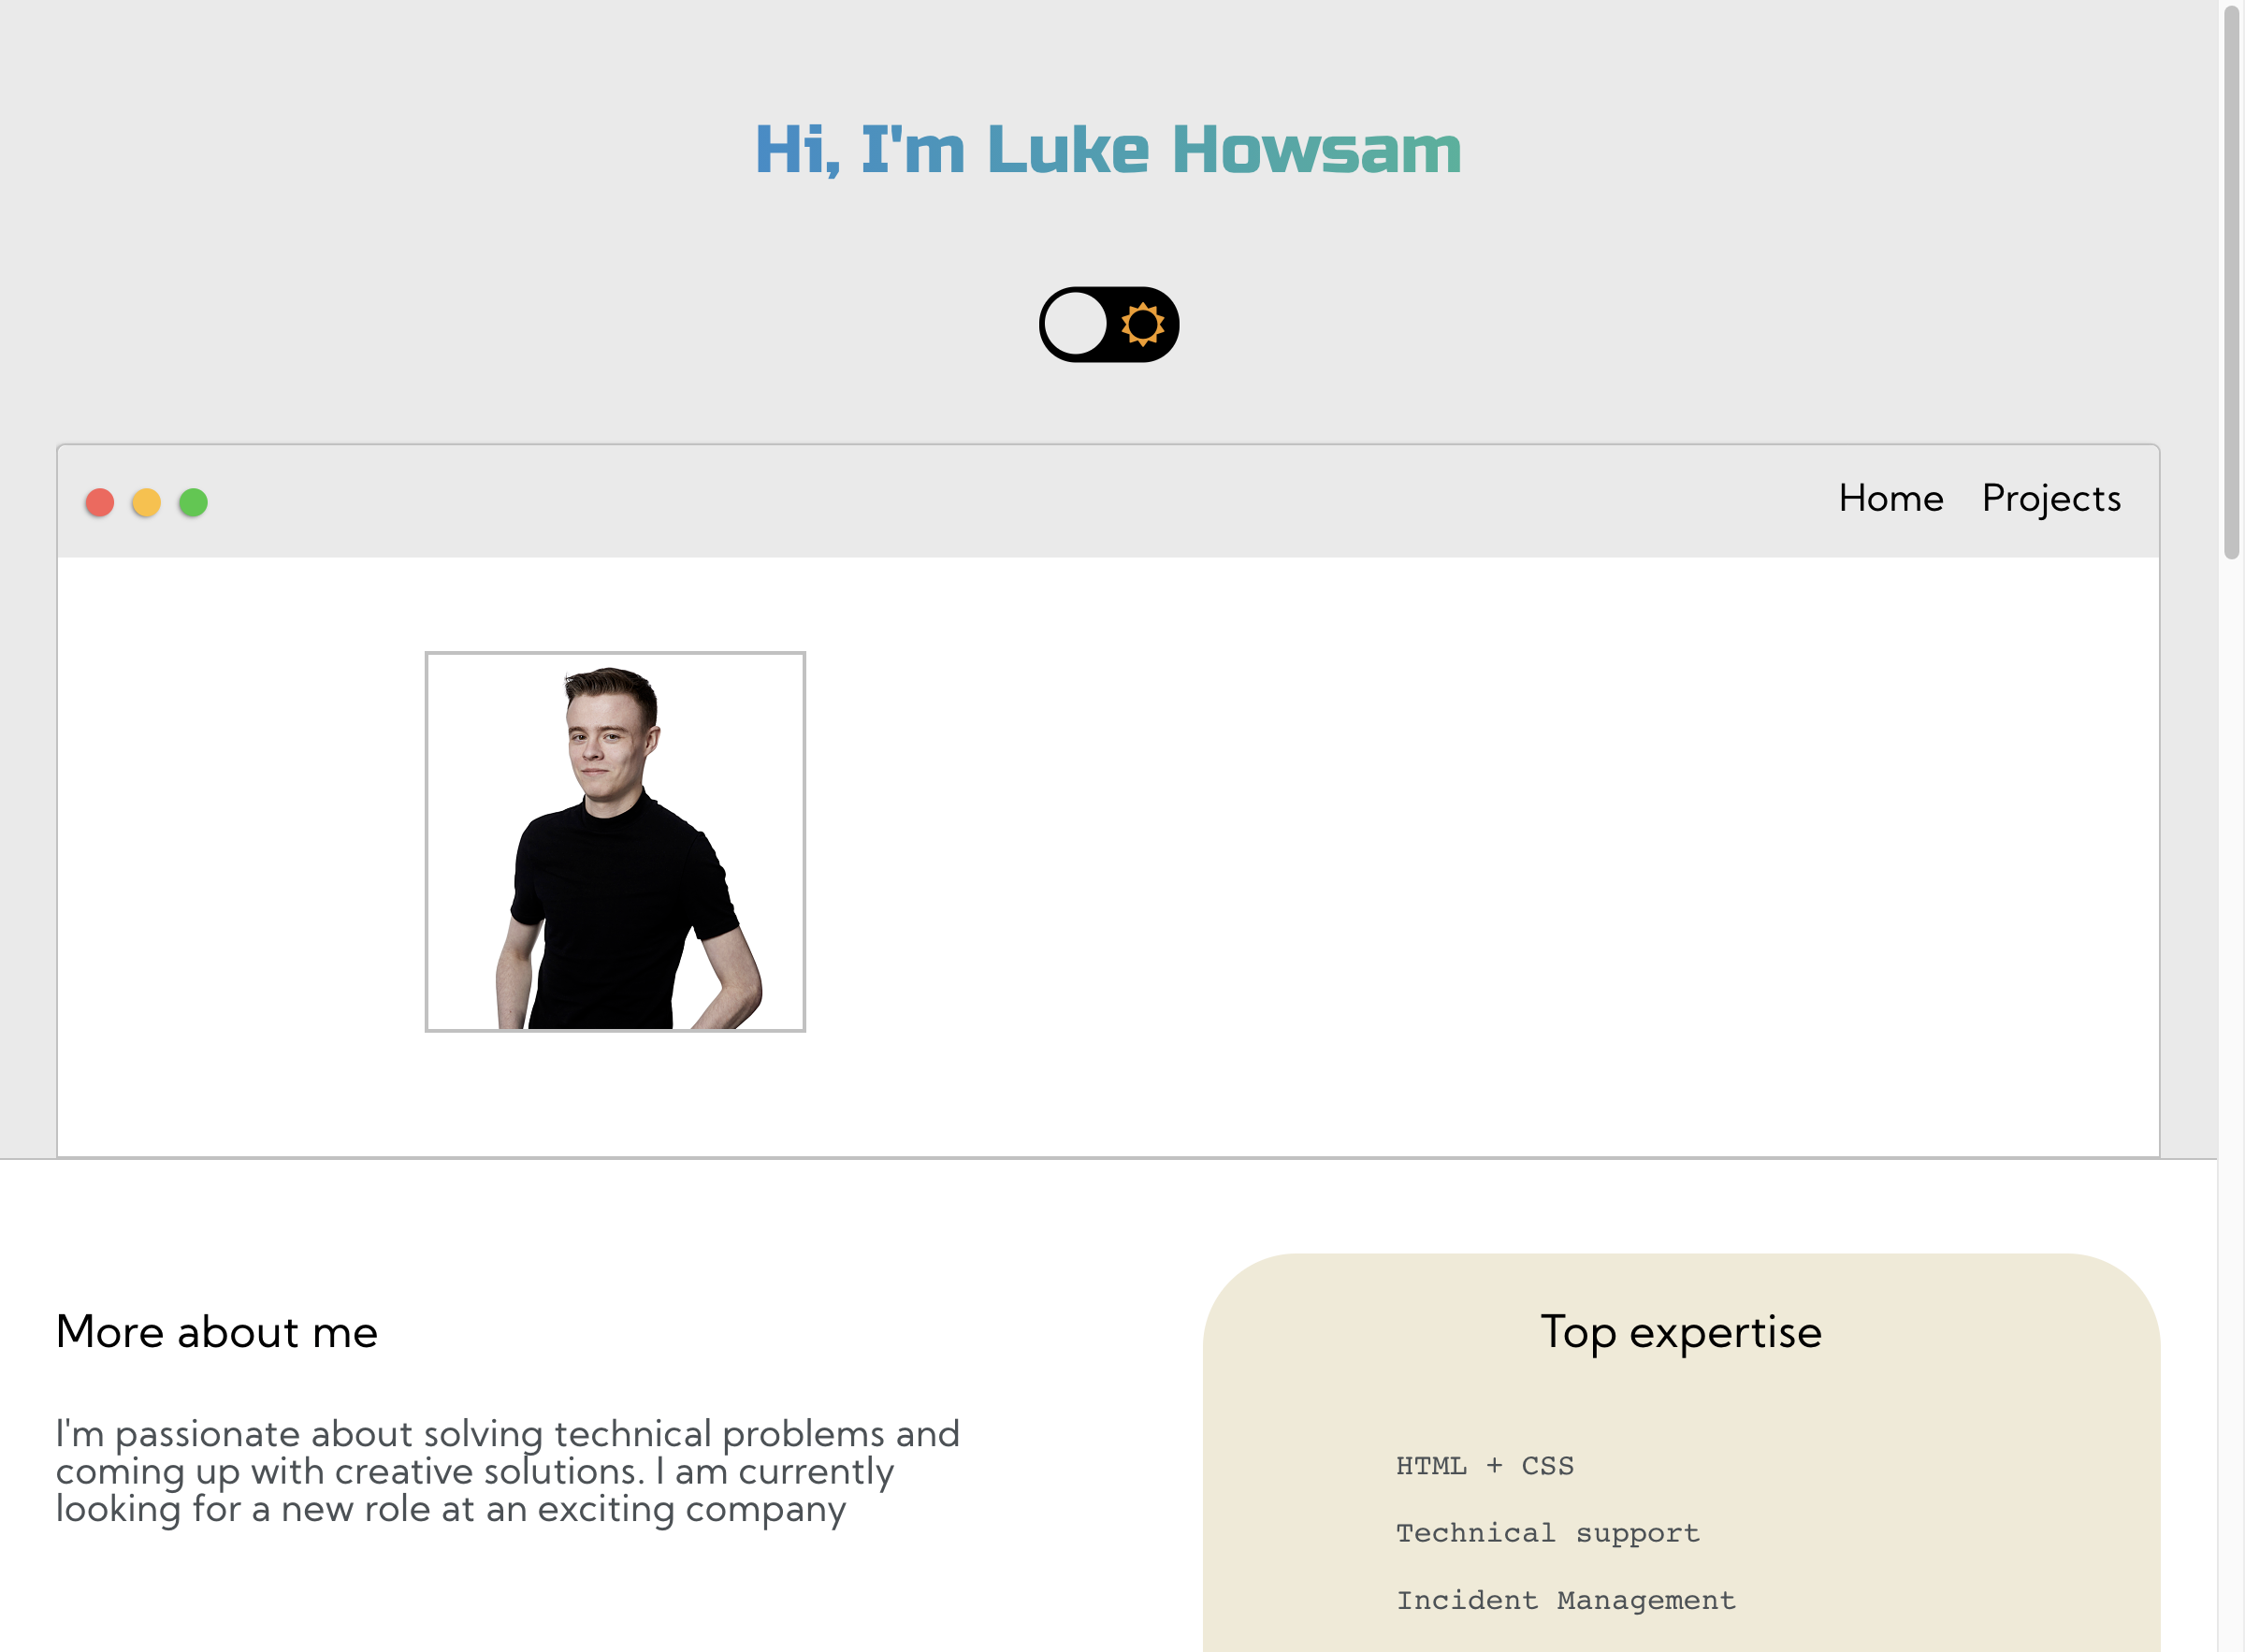 Hi, I'm Luke Howsam
Home Projects
More about me
I'm passionate about solving technical problems and
coming up with creative solutions. I am currently
looking for a new role at an exciting company
Top expertise
HTML + CSS
Technical support
Incident Management